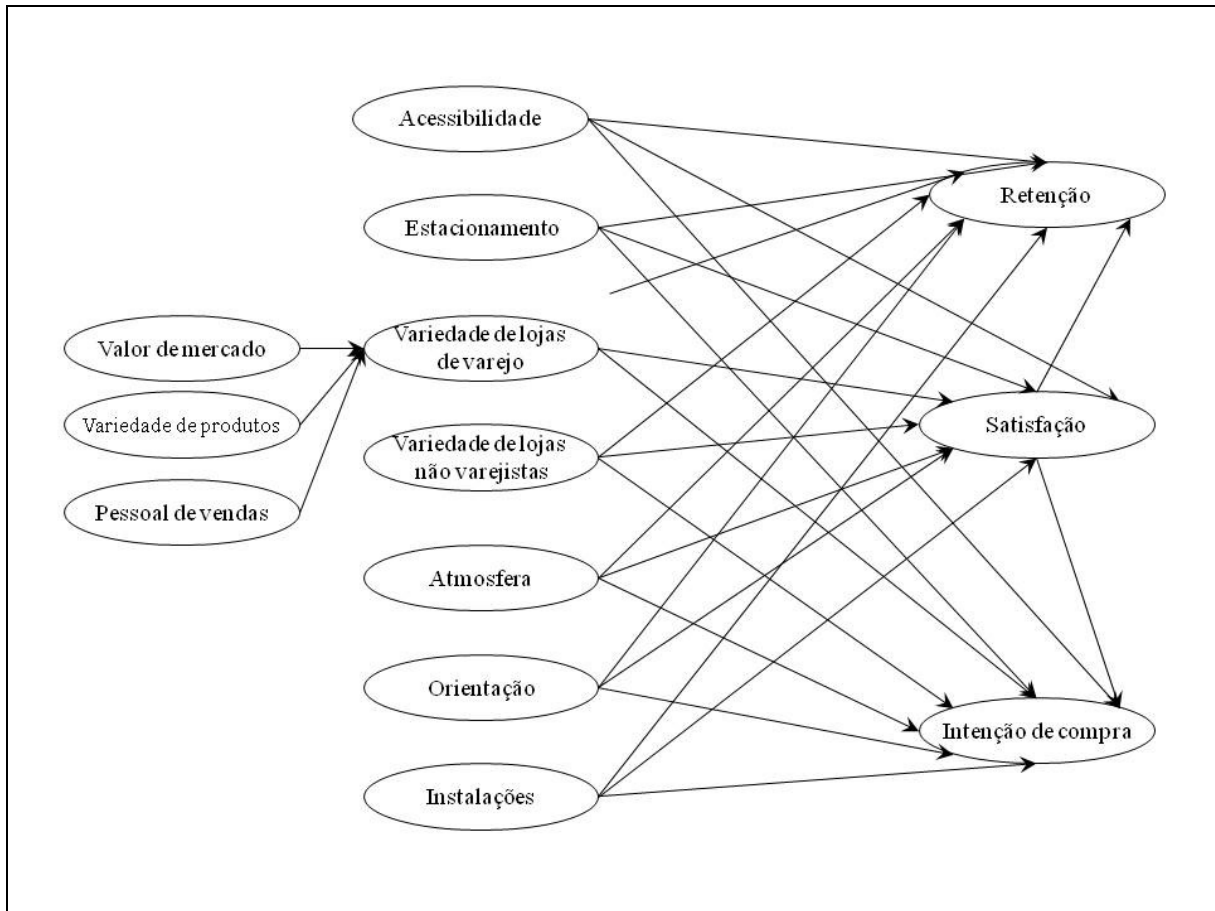 Acessibilidade
Retenção
Estacionamento
Valor de mercado
Variedade de lojas
de varejo
Variedade de produtos
Satisfação
Variedade de lojas
não varejistas
Pessoal de vendas
Atmosfera
Orientação
Intenção de compra
Instalações